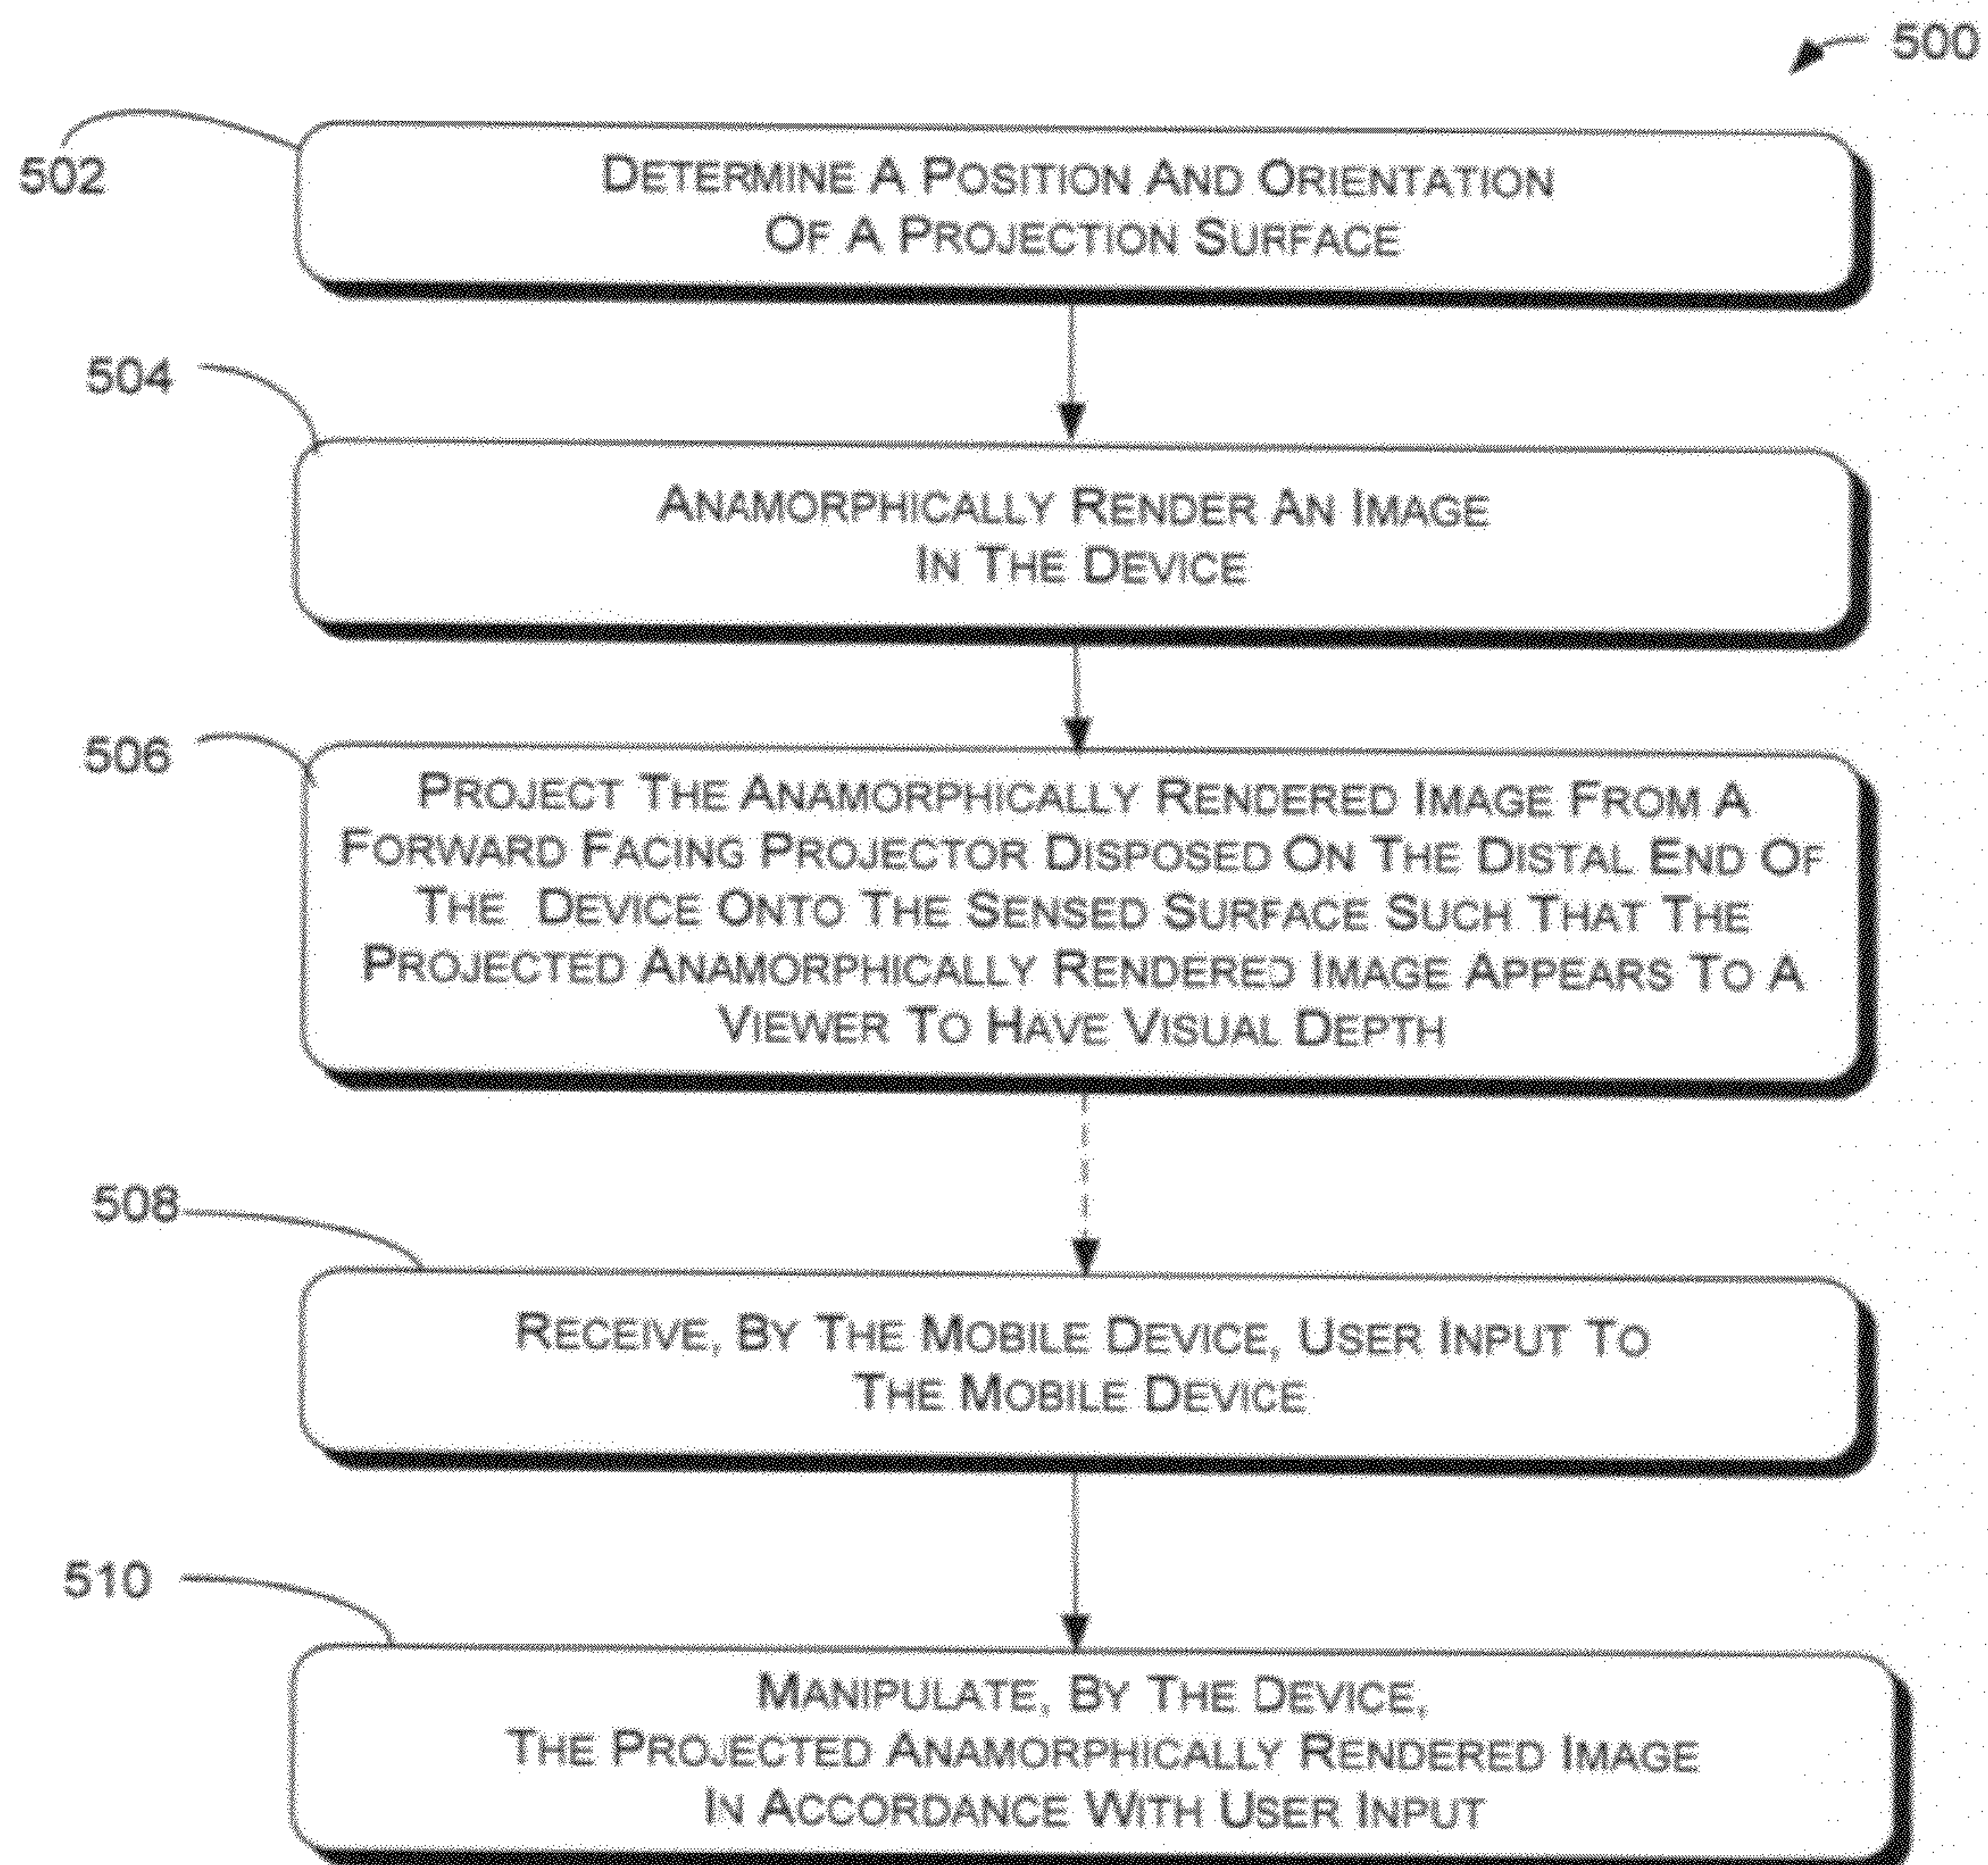 500
502
DETERMINE A POSITION AND ORIENTATION
OF A PROJECTION SURFACE
504
ANAMORPHICALLY RENDER AN IMAGE
IN THE DEVICE
506
PROJECT THE ANAMORPHICALLY RENDERED IMAGE FROM A
FORWARD FACING PROJECTOR DISPOSED ON THE DISTAL END OF
THE DEVICE ONTO THE SENSED SURFACE SUCH THAT THE
PROJECTED ANAMORPHICALLY RENDERED IMAGE APPEARS TO A
VIEWER TO HAVE VISUAL DEPTH
508
RECEIVE, BY THE MOBILE DEVICE, USER INPUT TO
THE MOBILE DEVICE
510
MANIPULATE, BY THE DEVICE,
THE PROJECTED ANAMORPHICALLY RENDERED IMAGE
IN ACCORDANCE WITH USER INPUT